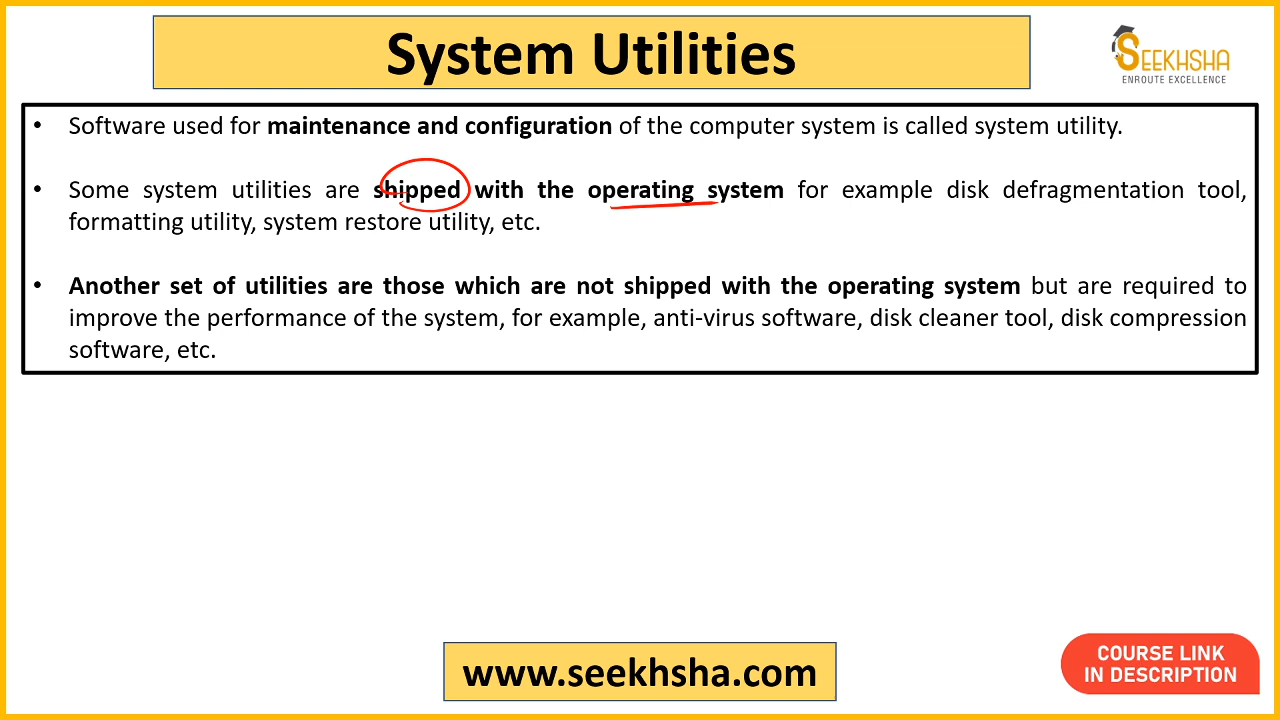 System Utilities
SEEKHSHA
ENROUTE EXCELLENCE
• Software used for maintenance and configuration of the computer system is called system utility.
• Some system utilities are shipped with the operating system for example disk defragmentation tool,
formatting utility, system restore utility, etc.
• Another set of utilities are those which are not shipped with the operating system but are required to
improve the performance of the system, for example, anti-virus software, disk cleaner tool, disk compression
software, etc.
www.seekhsha.com
COURSE LINK
IN DESCRIPTION